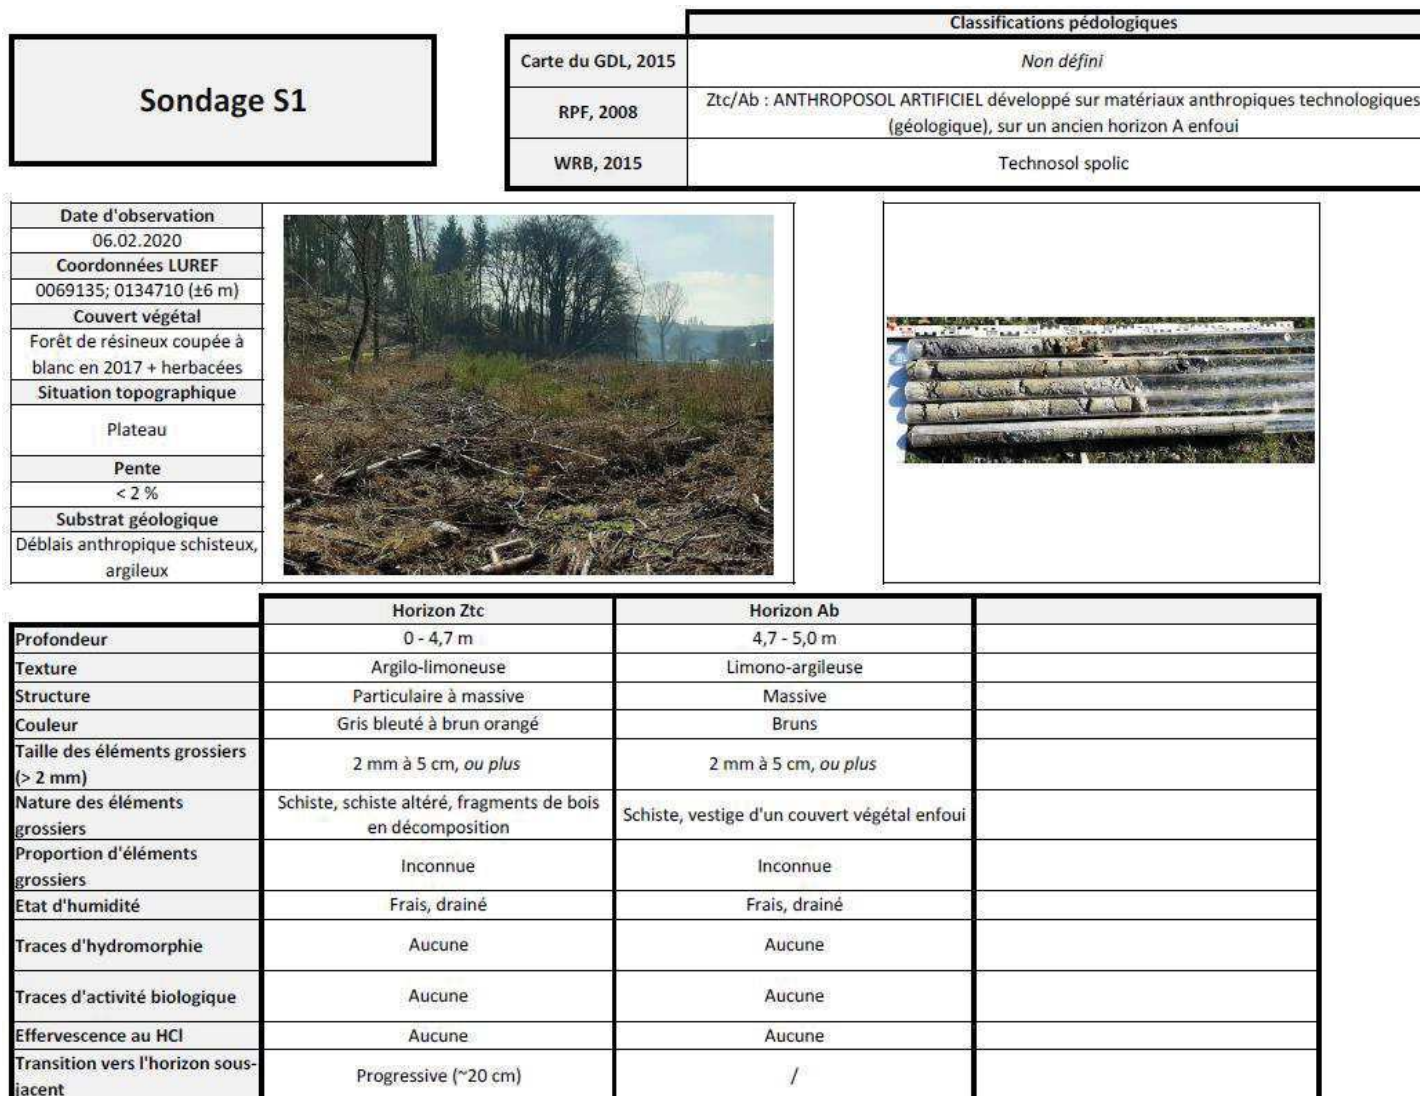 Classifications pédologiques
Sondage S1
Carte du GDL, 2015
Non défini
RPF, 2008
Ztc/Ab : ANTHROPOSOL ARTIFICIEL développé sur matériaux anthropiques technologiques
(géologique), sur un ancien horizon A enfoui
WRB, 2015
Technosol spolic
Date d'observation
06.02.2020
Coordonnées LUREF
0069135; 0134710 (±6 m)
Couvert végétal
Forêt de résineux coupée à
blanc en 2017 + herbacées
Situation topographique
Plateau
Pente
< 2 %
Substrat géologique
Déblais anthropique schisteux,
argileux
Horizon Ztc Horizon Ab
Profondeur 0 - 4,7 m 4,7 - 5,0 m
Texture Argilo-limoneuse Limono-argileuse
Structure Particulaire à massive Massive
Couleur Gris bleuté à brun orangé Bruns
Taille des éléments grossiers
(> 2 mm)
2 mm à 5 cm, ou plus 2 mm à 5 cm, ou plus
Nature des éléments
grossiers
Schiste, schiste altéré, fragments de bois
en décomposition
Schiste, vestige d'un couvert végétal enfoui
Proportion d'éléments
grossiers
Inconnue Inconnue
Etat d'humidité Frais, drainé Frais, drainé
Traces d'hydromorphie Aucune Aucune
Traces d'activité biologique Aucune Aucune
Effervescence au HCl Aucune Aucune
Transition vers l'horizon sous-
jacent
Progressive (~20 cm) /